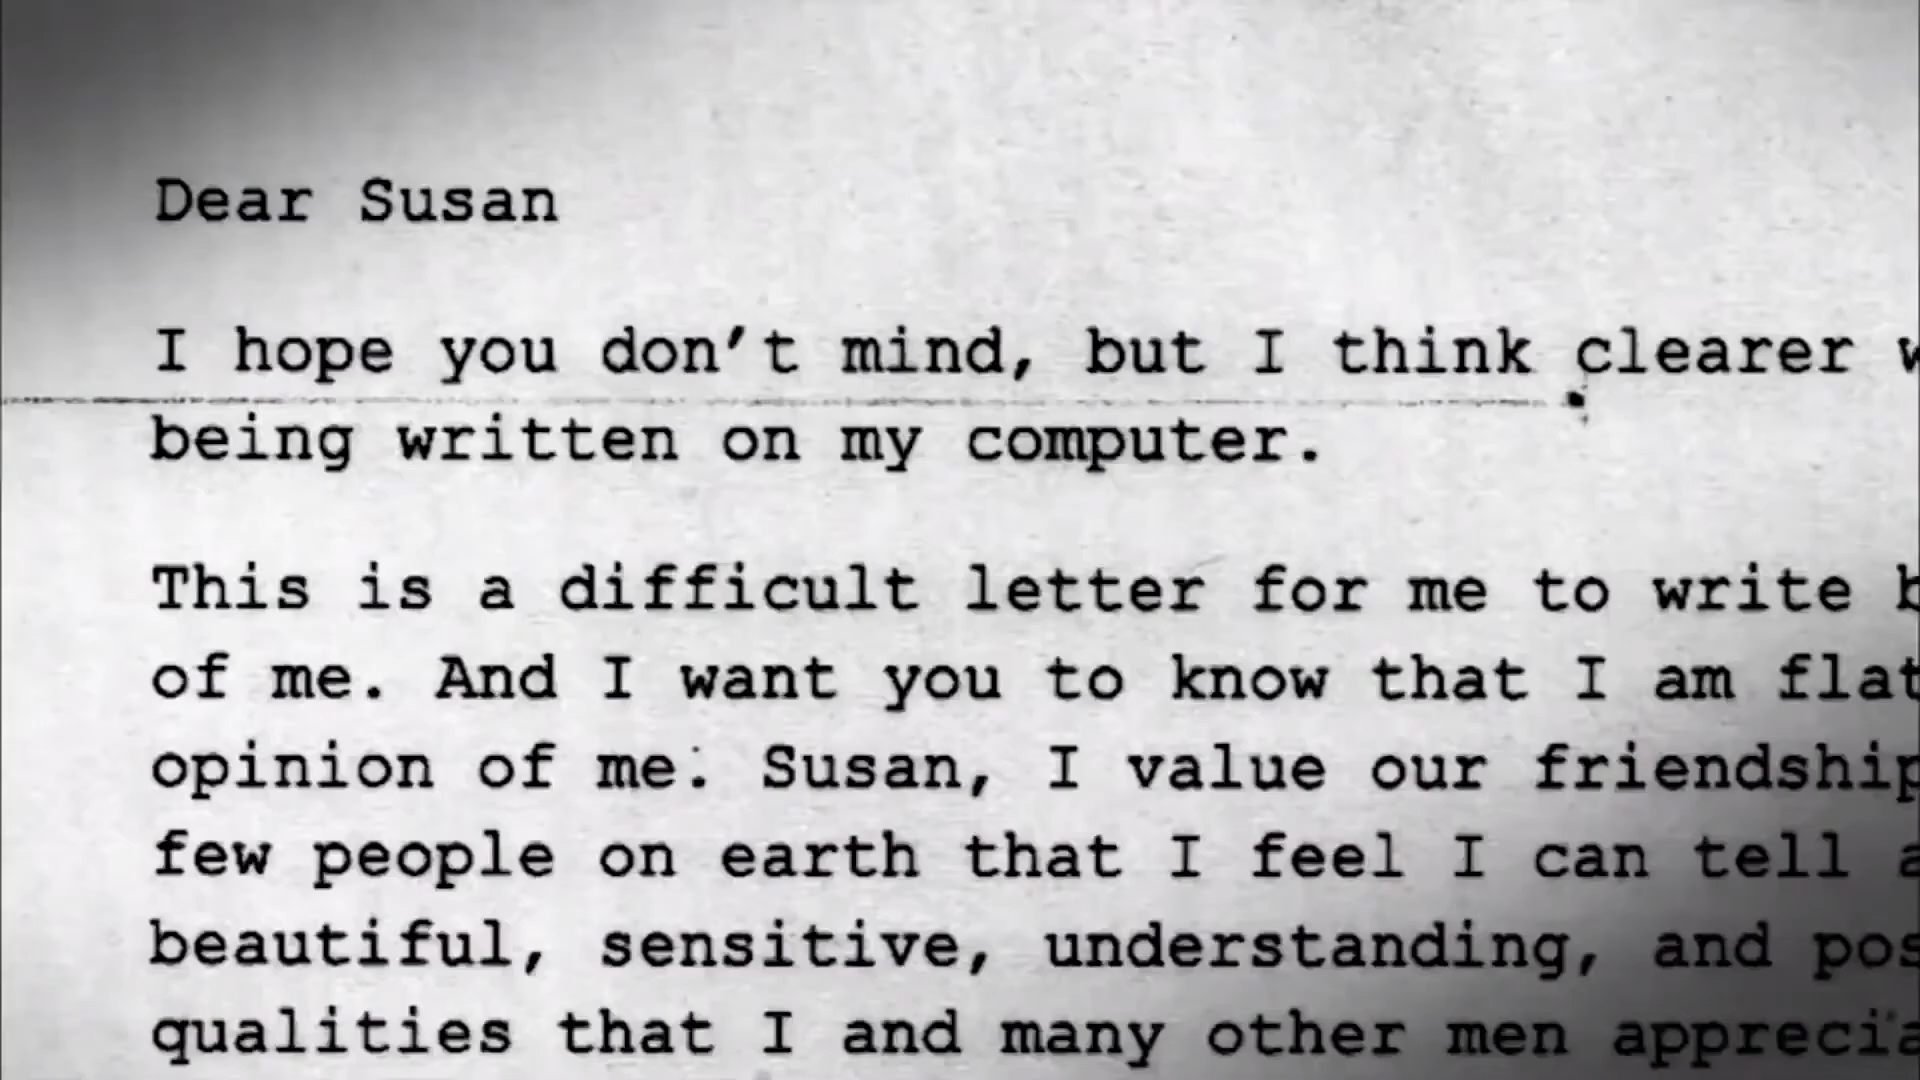 Dear Susan
I hope you don't mind, but I think clearer
being written on my computer.
This is a difficult letter for me to write
of me. And I want you to know that I am
opinion of me. Susan, I value our friendship
few people on earth that I feel I can tell
beautiful, sensitive, understanding, and
qualities that I and many other men